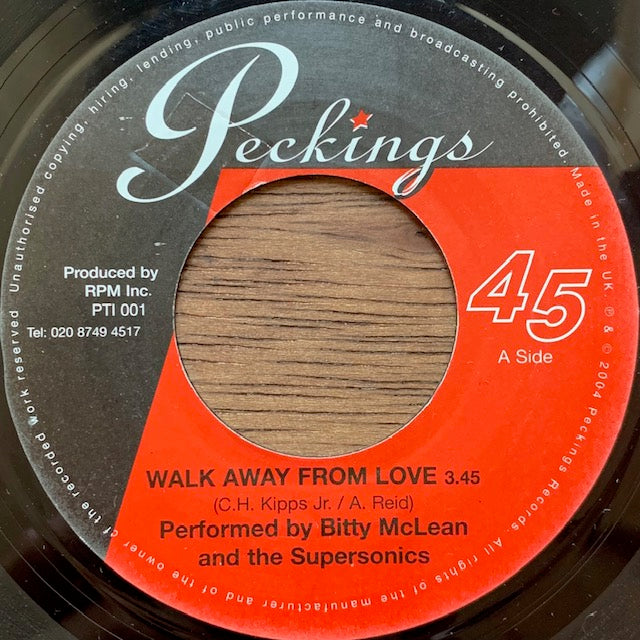 Unauthorised copying, hiring, lending, public performance and broadcasting prohibited. Made in the UK ℗ & © 2004 Peckings Records. All rights of the manufacturer and of the owner of the recorded work reserved
Peckings
Produced by
RPM Inc.
PTI 001
Tel: 020 8749 4517
45
A Side
WALK AWAY FROM LOVE 3.45
(C.H. Kipps Jr. / A. Reid)
Performed by Bitty McLean
and the Supersonics